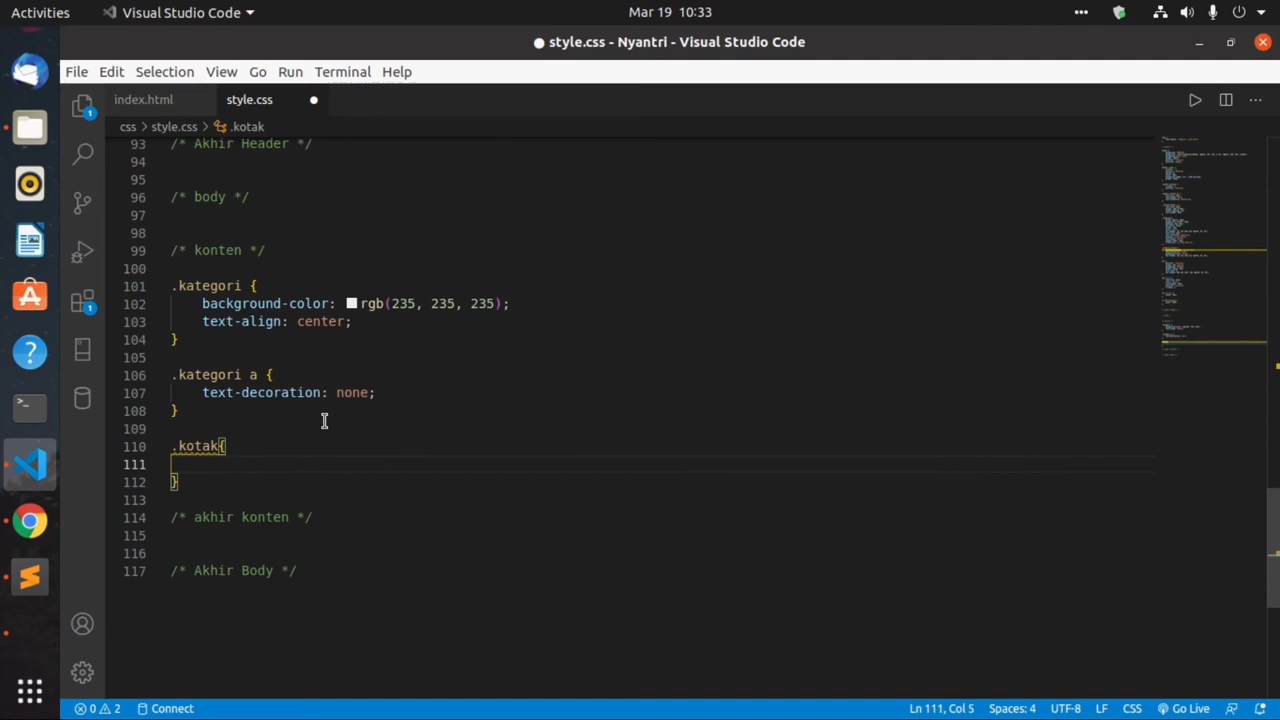 Activities
Visual Studio Code
Mar 19 10:33
style.css - Nyantri - Visual Studio Code
File Edit Selection View Go Run Terminal Help
index.html
style.css
css > style.css > .kotak
93 /* Akhir Header */
94
95
96 /* body */
97
98
99 /* konten */
100
101 .kategori {
102 background-color: rgb(235, 235, 235);
103 text-align: center;
104 }
105
106 .kategori a {
107 text-decoration: none;
108 }
109
110 .kotak{
111
112 }
113
114 /* akhir konten */
115
116
117 /* Akhir Body */
1
1
0 2 Connect
Ln 111, Col 5 Spaces: 4 UTF-8 LF CSS Go Live